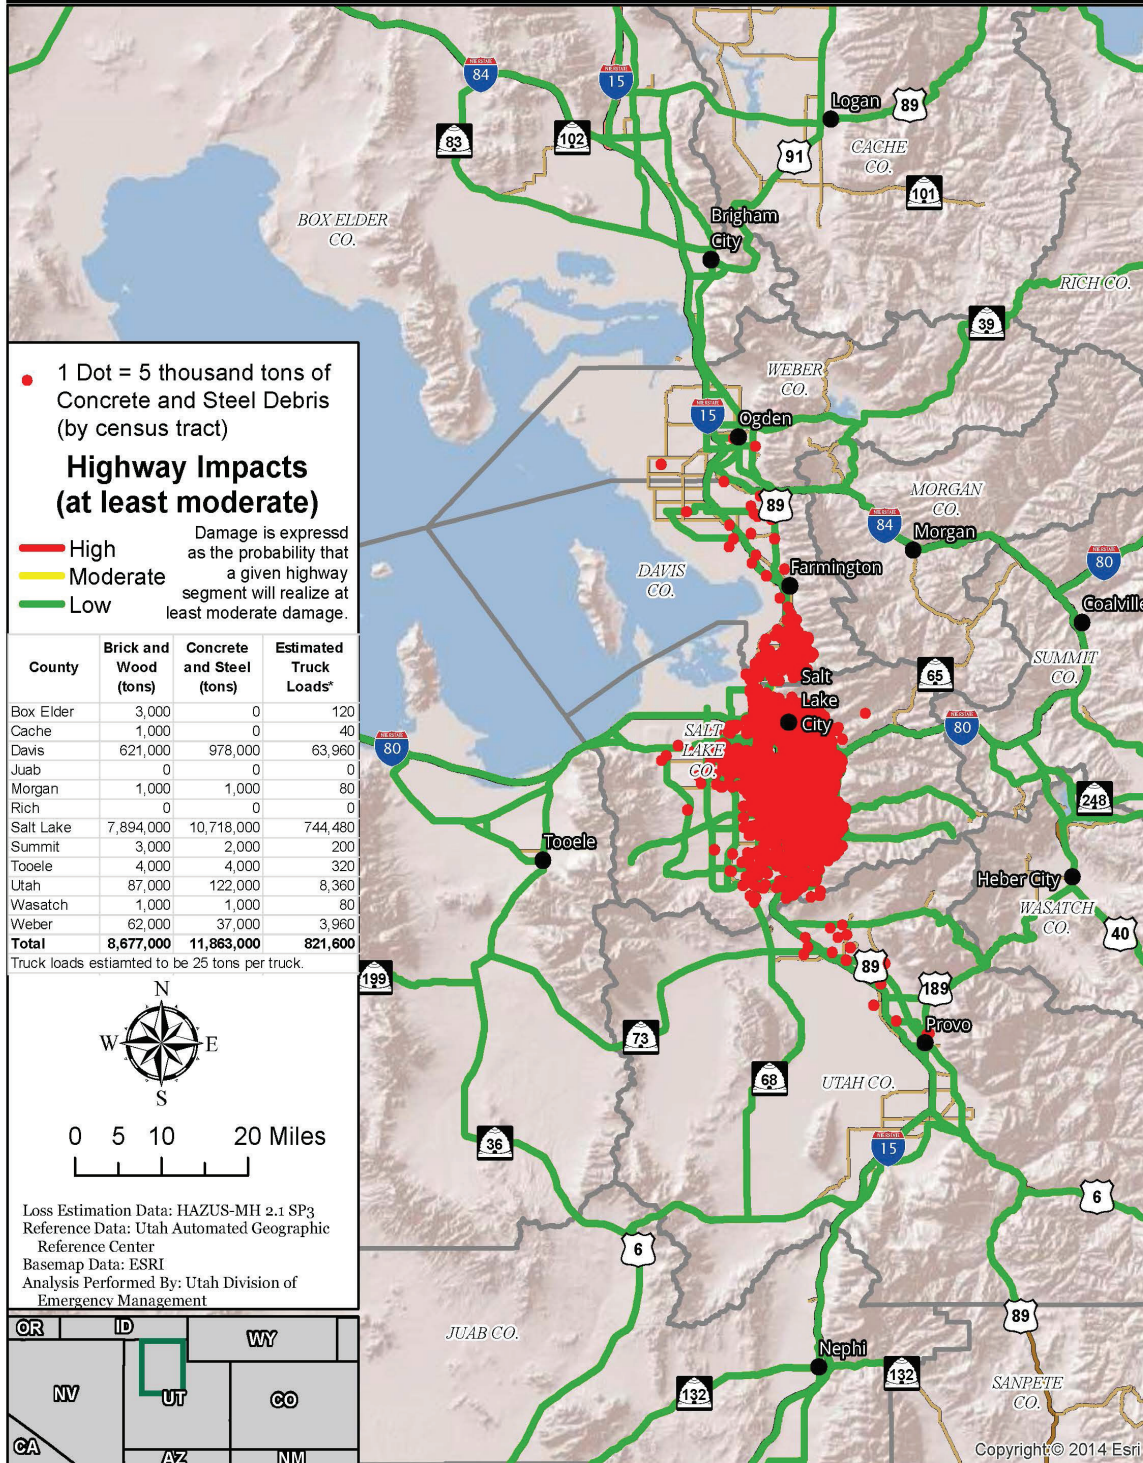 84
15
83
102
Logan
89
91
CACHE
CO.
101
BOX ELDER
CO.
Brigham
City
RICH CO.
39
WEBER
CO.
15
Ogden
89
MORGAN
CO.
84
Morgan
80
DAVIS
CO.
Farmington
Coalville
SUMMIT
CO.
65
Salt
Lake
City
SALT
LAKE
CO.
80
80
248
Tooele
Heber City
WASATCH
CO.
40
199
89
189
Provo
73
68
UTAH CO.
36
15
6
6
89
JUAB CO.
Nephi
132
132
SANPETE
CO.
Copyright:© 2014 Esri
1 Dot = 5 thousand tons of
Concrete and Steel Debris
(by census tract)
Highway Impacts
(at least moderate)
High
Moderate
Low
Damage is expressd
as the probability that
a given highway
segment will realize at
least moderate damage.
County Brick and Wood (tons) Concrete and Steel (tons) Estimated Truck Loads*
Box Elder 3,000 0 120
Cache 1,000 0 40
Davis 621,000 978,000 63,960
Juab 0 0 0
Morgan 1,000 1,000 80
Rich 0 0 0
Salt Lake 7,894,000 10,718,000 744,480
Summit 3,000 2,000 200
Tooele 4,000 4,000 320
Utah 87,000 122,000 8,360
Wasatch 1,000 1,000 80
Weber 62,000 37,000 3,960
Total 8,677,000 11,863,000 821,600
Truck loads estiamted to be 25 tons per truck.
N
W E
S
0 5 10 20 Miles
Loss Estimation Data: HAZUS-MH 2.1 SP3
Reference Data: Utah Automated Geographic
Reference Center
Basemap Data: ESRI
Analysis Performed By: Utah Division of
Emergency Management
OR ID WY
NV UT CO
CA AZ NM